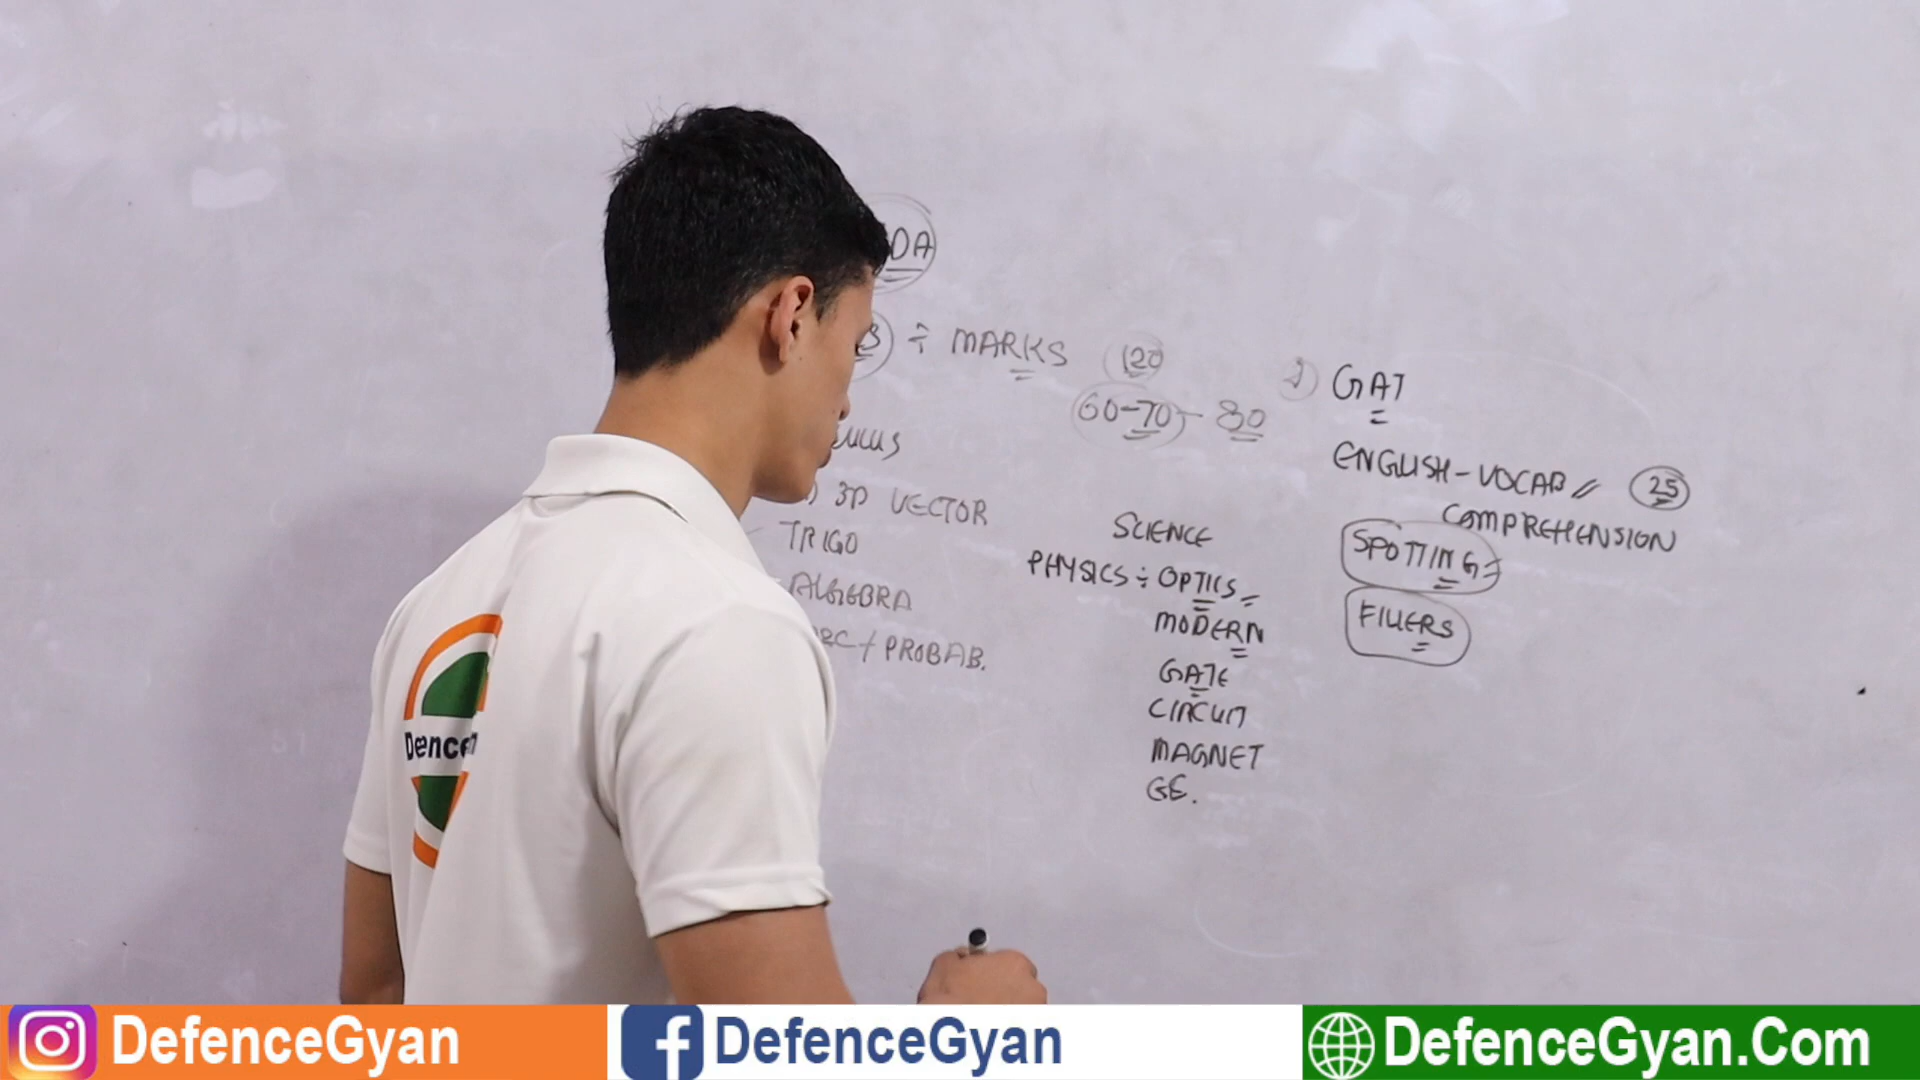 DA
÷ MARKS 120
60-70 - 80
3D VECTOR
TRIGO
ALGEBRA
+ PROBAB.
SCIENCE
PHYSICS ÷ OPTICS
MODERN
GATE
CIRCUIT
MAGNET
GE.
2) GAT
ENGLISH - VOCAB // 25
COMPREHENSION
SPOTTING
FILLERS
DefenceGyan
DefenceGyan
DefenceGyan.Com